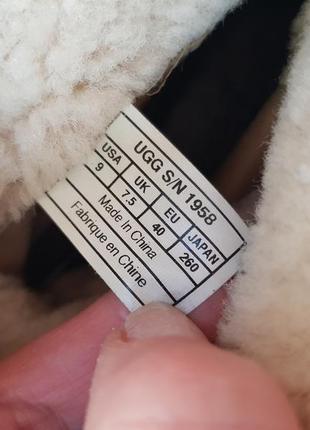 UGG S/N 1958
USA UK EU JAPAN
9 7.5 40 260
Made In China
Fabrique en Chine